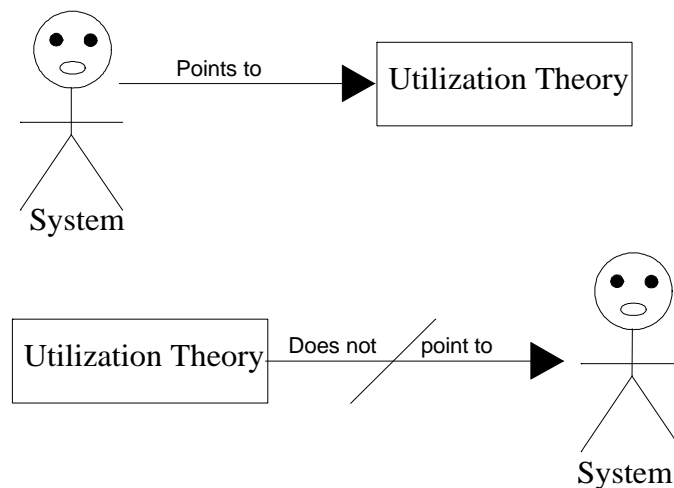 Points to
Utilization Theory
System
Utilization Theory
Does not point to
System